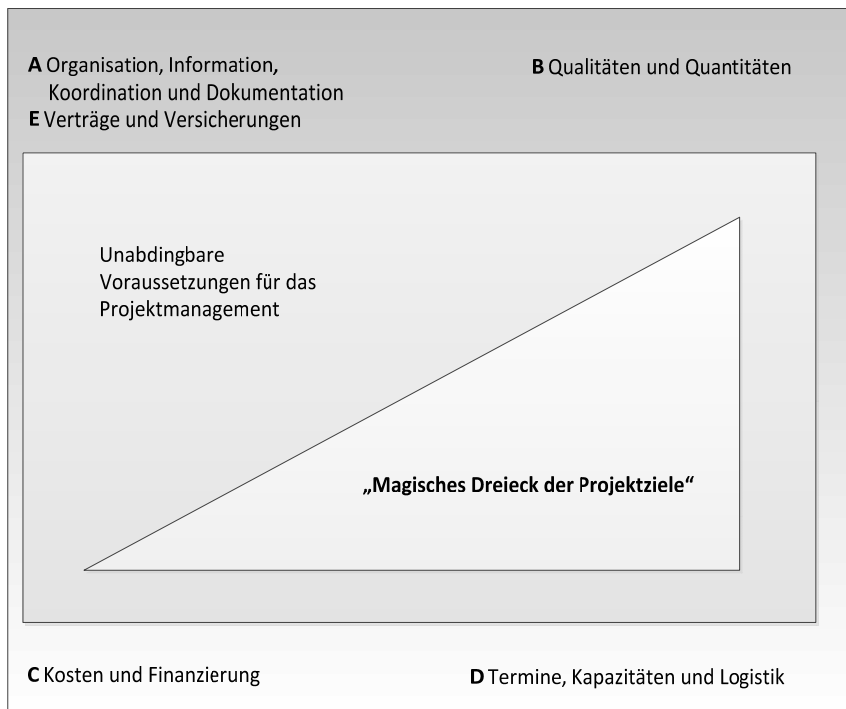 A Organisation, Information,
Koordination und Dokumentation
E Verträge und Versicherungen
B Qualitäten und Quantitäten
Unabdingbare
Voraussetzungen für das
Projektmanagement
„Magisches Dreieck der Projektziele“
C Kosten und Finanzierung
D Termine, Kapazitäten und Logistik